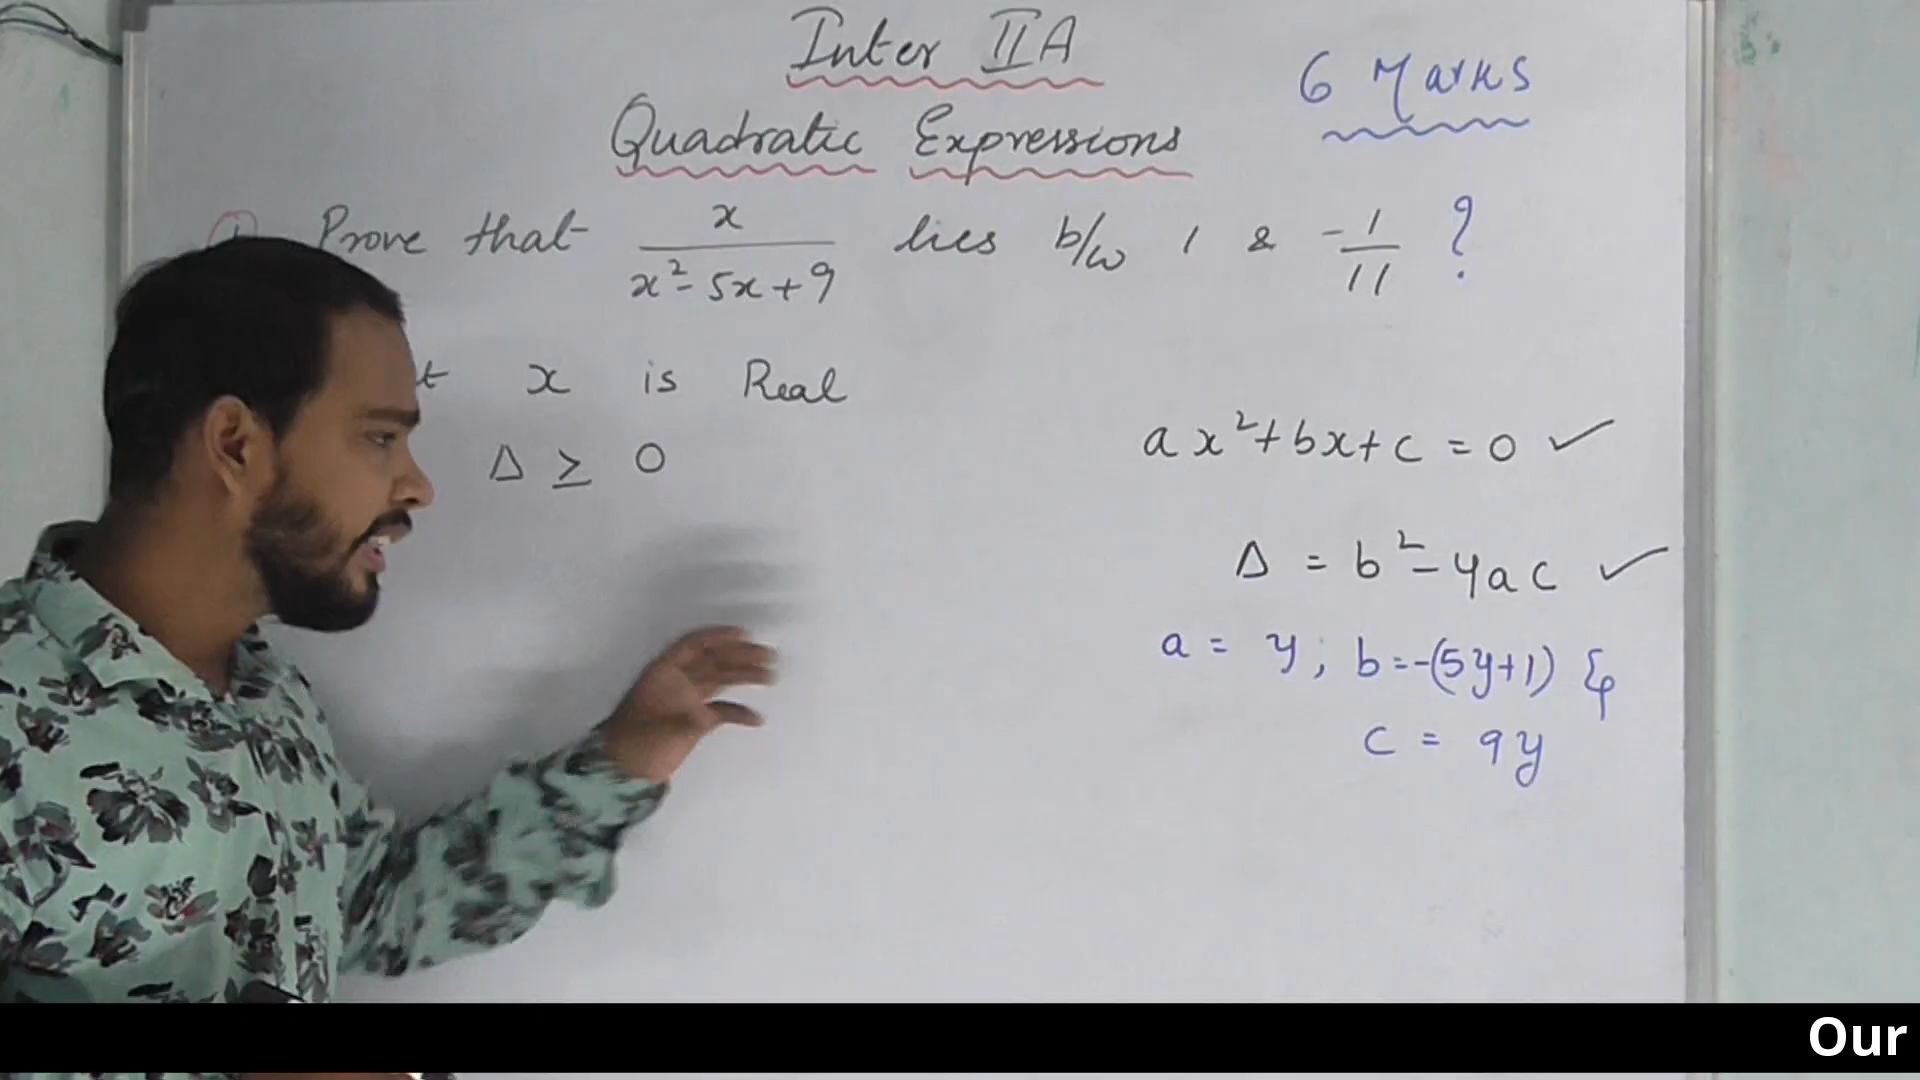 Inter IIA
6 Marks
Quadratic Expressions
Prove that x/(x²-5x+9) lies b/w 1 & -1/11 ?
x is Real
Δ ≥ 0
ax²+bx+c = 0 ✓
Δ = b²-4ac ✓
a = y; b=-(5y+1) &
c = 9y
Our